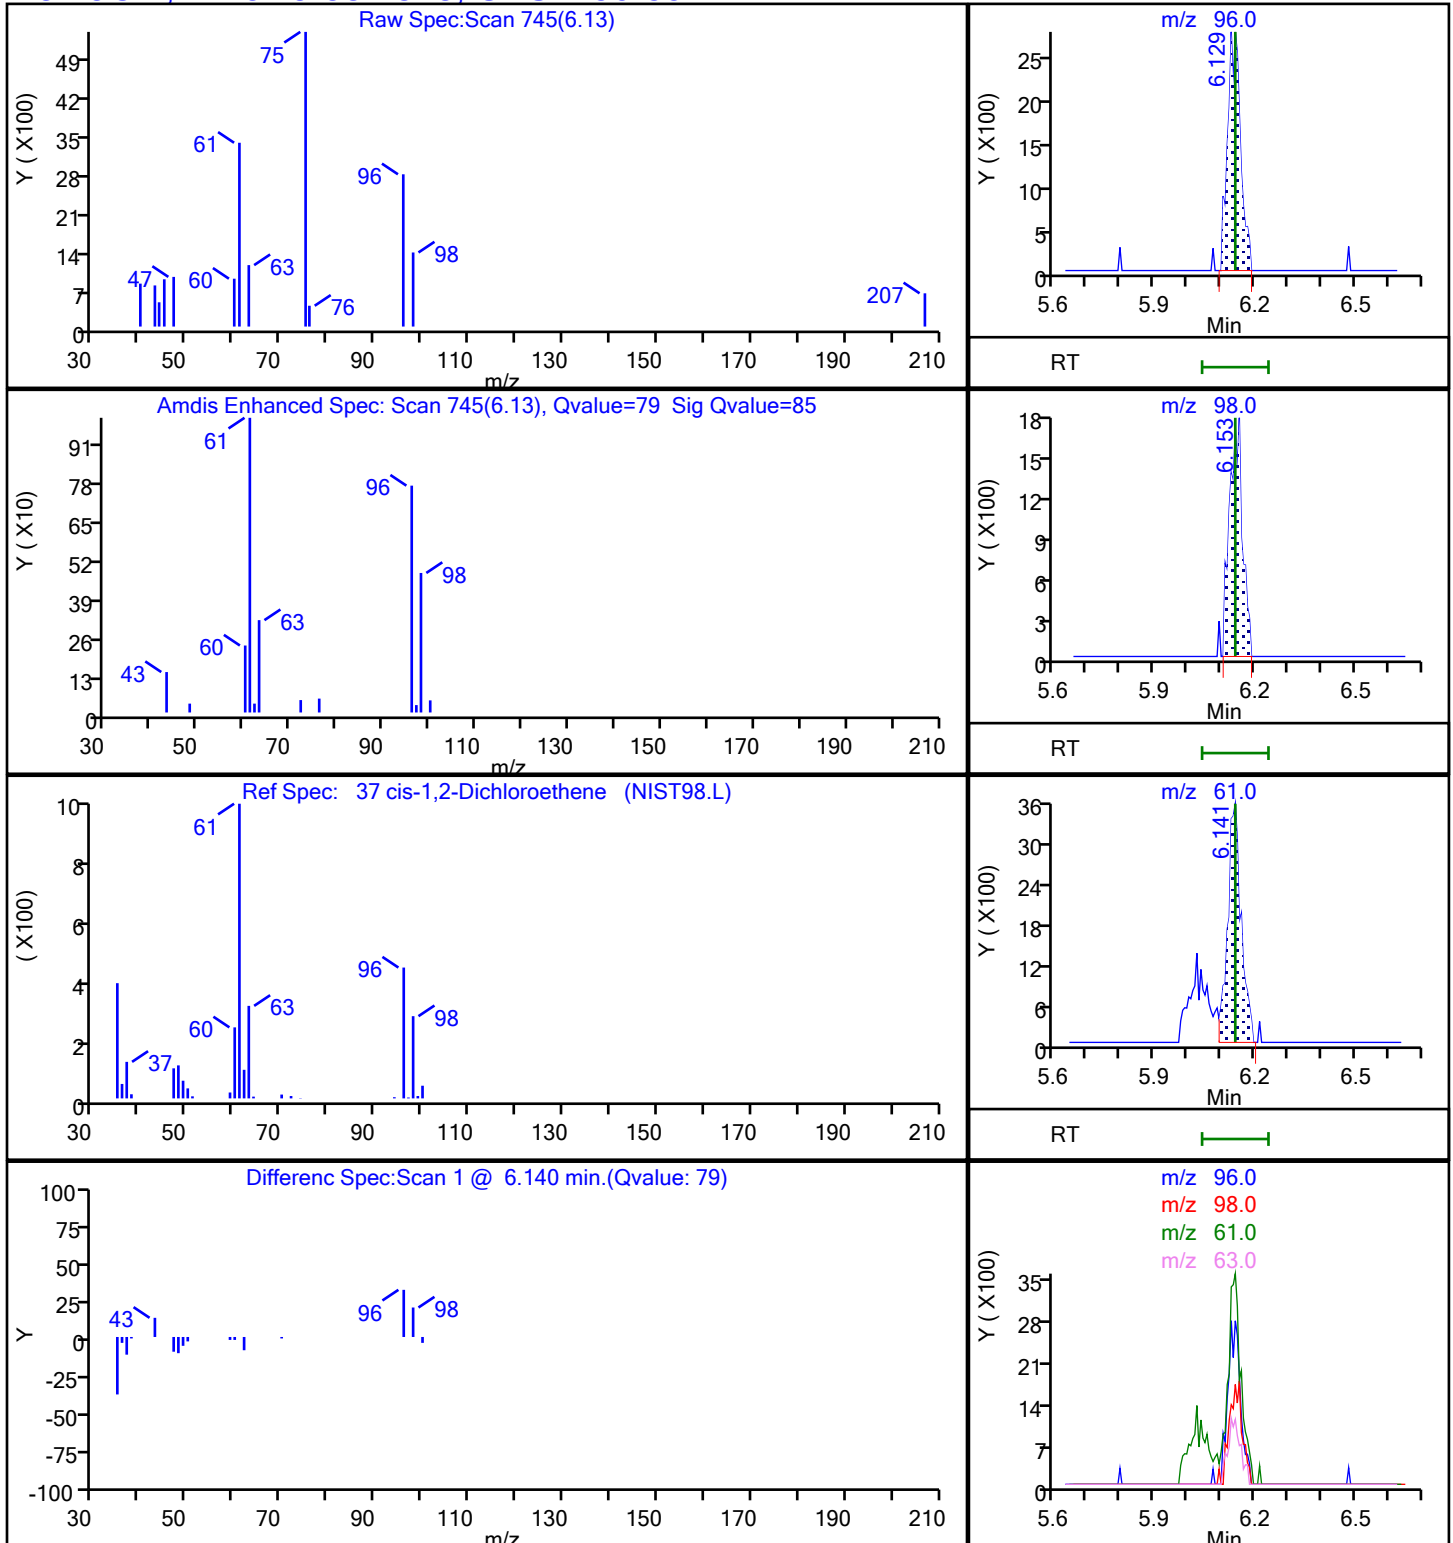 Raw Spec:Scan 745(6.13)
Y ( X100)
49
42
35
28
21
14
7
0
75
61
96
98
47
60
63
76
207
30 50 70 90 110 130 150 170 190 210
m/z
m/z 96.0
Y ( X100)
25
20
15
10
5
0
6.129
5.6 5.9 6.2 6.5
Min
RT
Amdis Enhanced Spec: Scan 745(6.13), Qvalue=79 Sig Qvalue=85
Y ( X10)
91
78
65
52
39
26
13
0
61
96
98
63
60
43
30 50 70 90 110 130 150 170 190 210
m/z
m/z 98.0
Y ( X100)
18
15
12
9
6
3
0
6.153
5.6 5.9 6.2 6.5
Min
RT
Ref Spec: 37 cis-1,2-Dichloroethene (NIST98.L)
( X100)
10
8
6
4
2
0
61
96
98
63
60
37
30 50 70 90 110 130 150 170 190 210
m/z 61.0
Y ( X100)
36
30
24
18
12
6
0
6.141
5.6 5.9 6.2 6.5
Min
RT
Differenc Spec:Scan 1 @ 6.140 min.(Qvalue: 79)
Y
100
75
50
25
0
-25
-50
-75
-100
43
96
98
30 50 70 90 110 130 150 170 190 210
m/z
m/z 96.0
m/z 98.0
m/z 61.0
m/z 63.0
Y ( X100)
35
28
21
14
7
0
5.6 5.9 6.2 6.5
Min